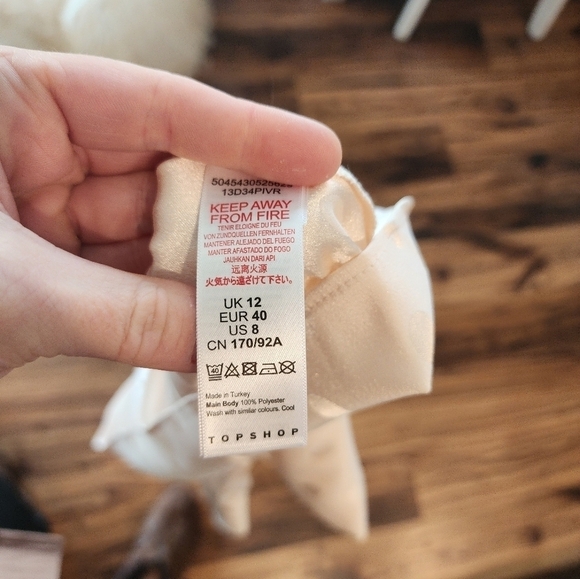 13D34PIVR
KEEP AWAY
FROM FIRE
TENIR ELOIGNE DU FEU
VON ZUNDQUELLEN FERNHALTEN
MANTENER ALEJADO DEL FUEGO
MANTER AFASTADO DO FOGO
JAUHKAN DARI API
远离火源
火気から遠ざけて下さい。
UK 12
EUR 40
US 8
CN 170/92A
40
Made in Turkey
Main Body 100% Polyester
Wash with similar colours. Cool
TOPSHOP